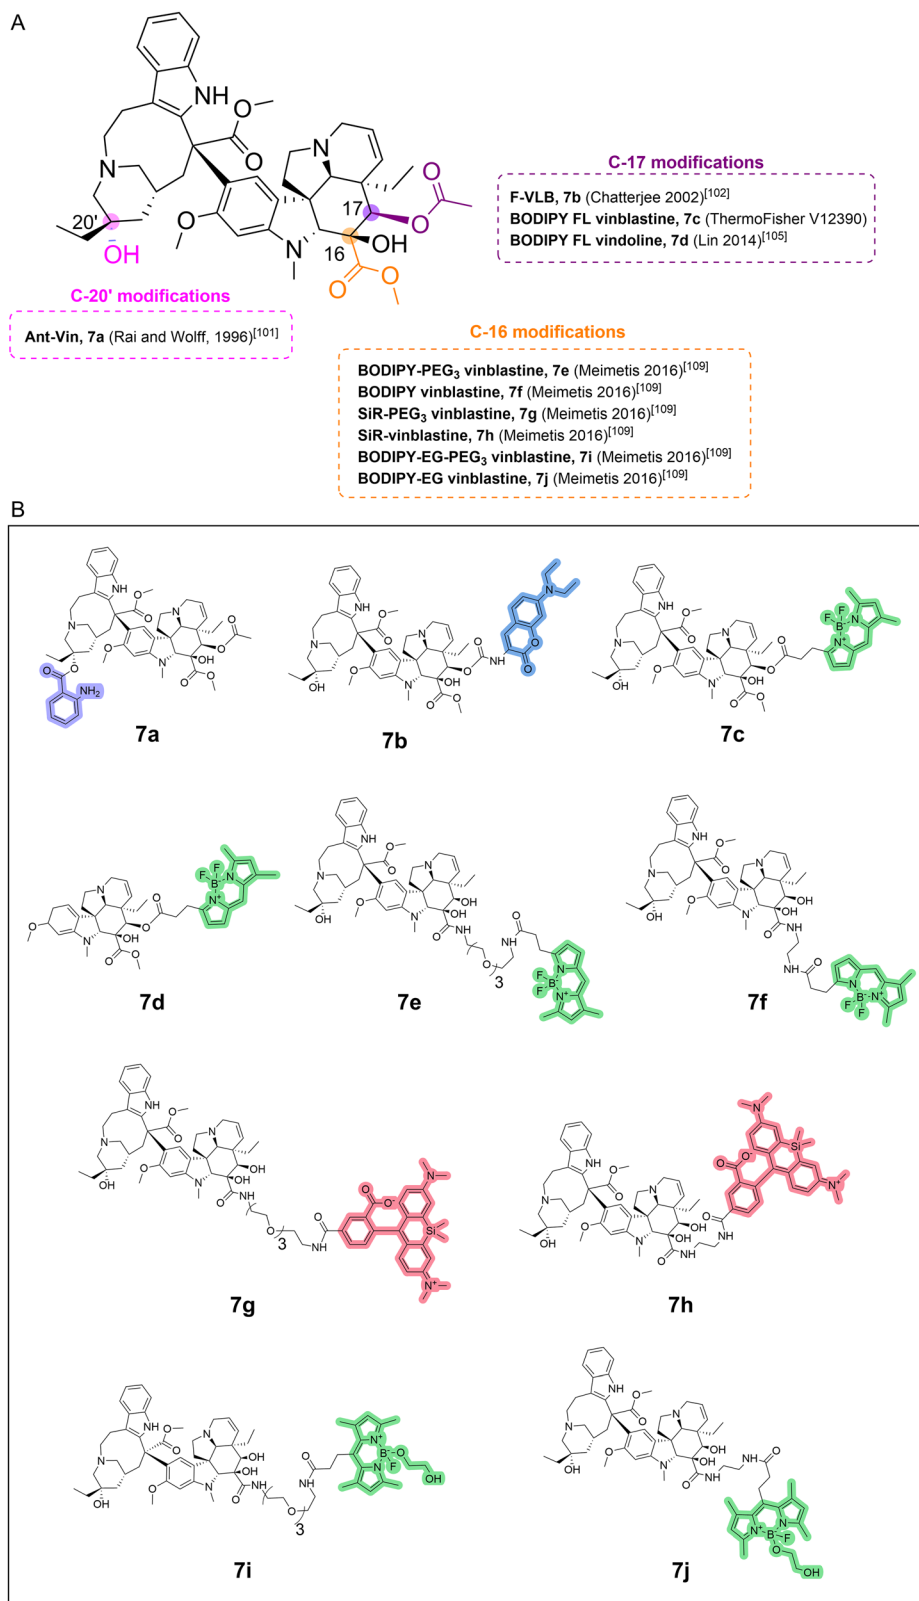 A
NH
O
O
N
N
C-17 modifications
F-VLB, 7b (Chatterjee 2002)[102]
BODIPY FL vinblastine, 7c (ThermoFisher V12390)
BODIPY FL vindoline, 7d (Lin 2014)[105]
20'
17
O
O
O
OH
OH
N
16
O
O
C-20' modifications
Ant-Vin, 7a (Rai and Wolff, 1996)[101]
C-16 modifications
BODIPY-PEG3 vinblastine, 7e (Meimetis 2016)[109]
BODIPY vinblastine, 7f (Meimetis 2016)[109]
SiR-PEG3 vinblastine, 7g (Meimetis 2016)[109]
SiR-vinblastine, 7h (Meimetis 2016)[109]
BODIPY-EG-PEG3 vinblastine, 7i (Meimetis 2016)[109]
BODIPY-EG vinblastine, 7j (Meimetis 2016)[109]
B
7a
7b
7c
7d
7e
7f
7g
7h
7i
7j